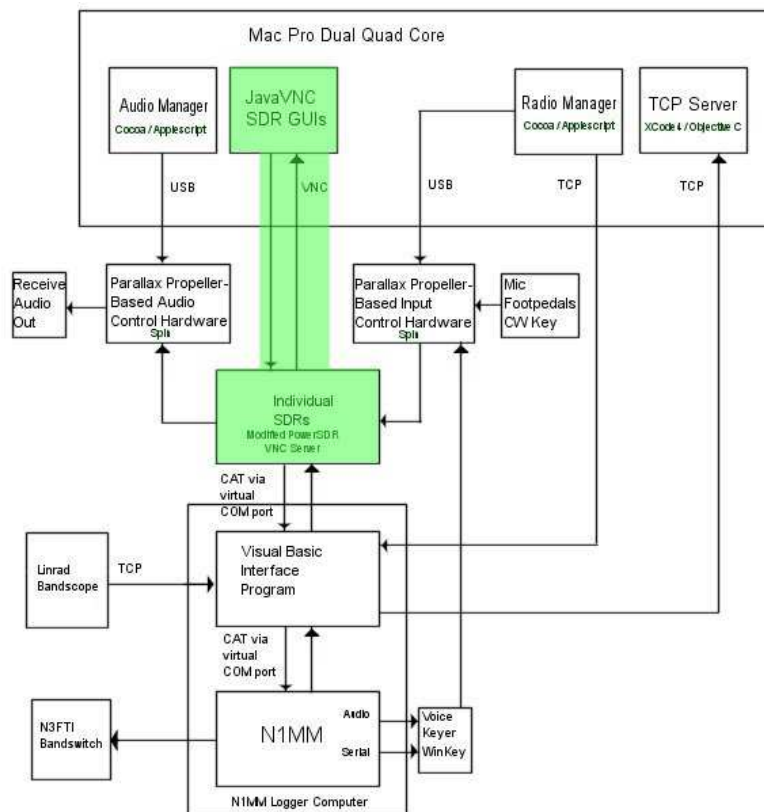 Mac Pro Dual Quad Core
Audio Manager
Cocoa / Applescript
JavaVNC
SDR GUIs
Radio Manager
Cocoa / Applescript
TCP Server
XCode4 / Objective C
USB
VNC
USB
TCP
TCP
Receive
Audio
Out
Parallax Propeller-
Based Audio
Control Hardware
Spin
Parallax Propeller-
Based Input
Control Hardware
Spin
Mic
Footpedals
CW Key
Individual
SDRs
Modified PowerSDR
VNC Server
CAT via
virtual
COM port
Linrad
Bandscope
TCP
Visual Basic
Interface
Program
CAT via
virtual
COM port
N3FTI
Bandswitch
N1MM
Audio
Serial
Voice
Keyer
WinKey
N1MM Logger Computer